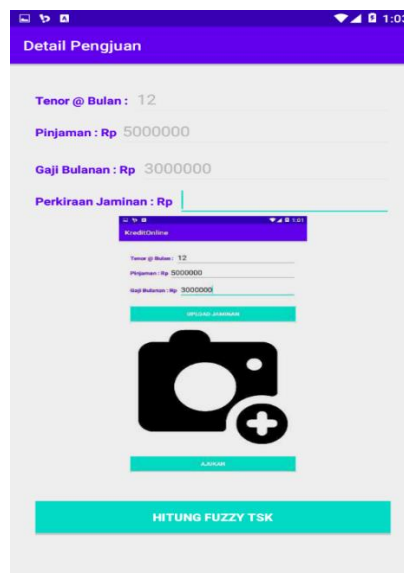 1:03
Detail Pengjuan
Tenor @ Bulan : 12
Pinjaman : Rp 5000000
Gaji Bulanan : Rp 3000000
Perkiraan Jaminan : Rp
1:01
KreditOnline
Tenor @ Bulan : 12
Pinjaman : Rp 5000000
Gaji Bulanan : Rp 3000000
UPLOAD JAMINAN
AJUKAN
HITUNG FUZZY TSK